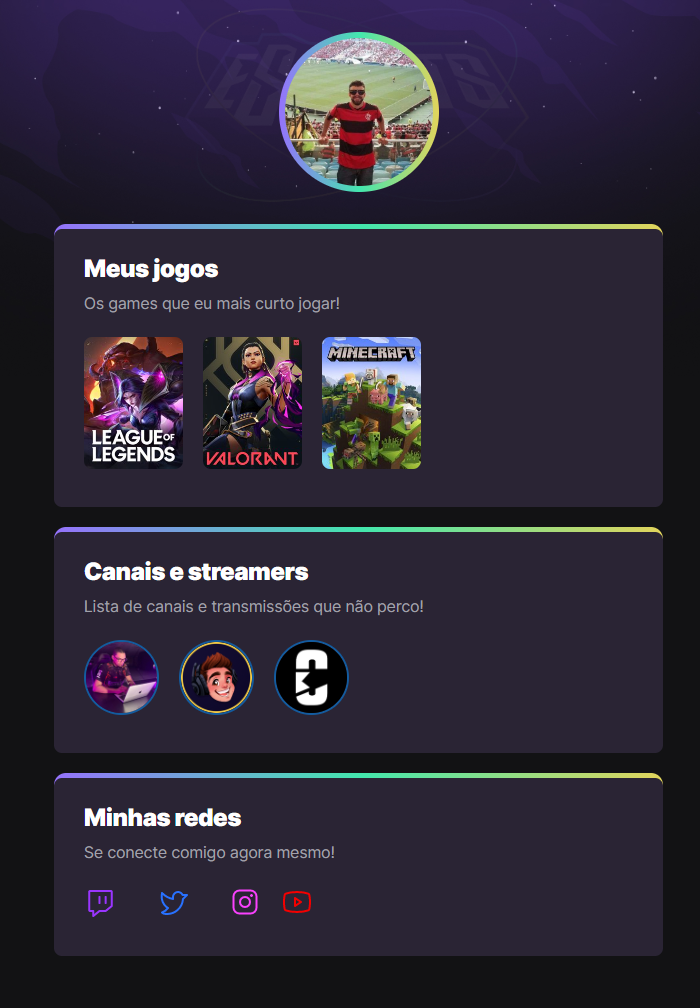 ESPORTS
Meus jogos
Os games que eu mais curto jogar!
LEAGUE OF
LEGENDS
VALORANT
MINECRAFT
Canais e streamers
Lista de canais e transmissões que não perco!
Minhas redes
Se conecte comigo agora mesmo!